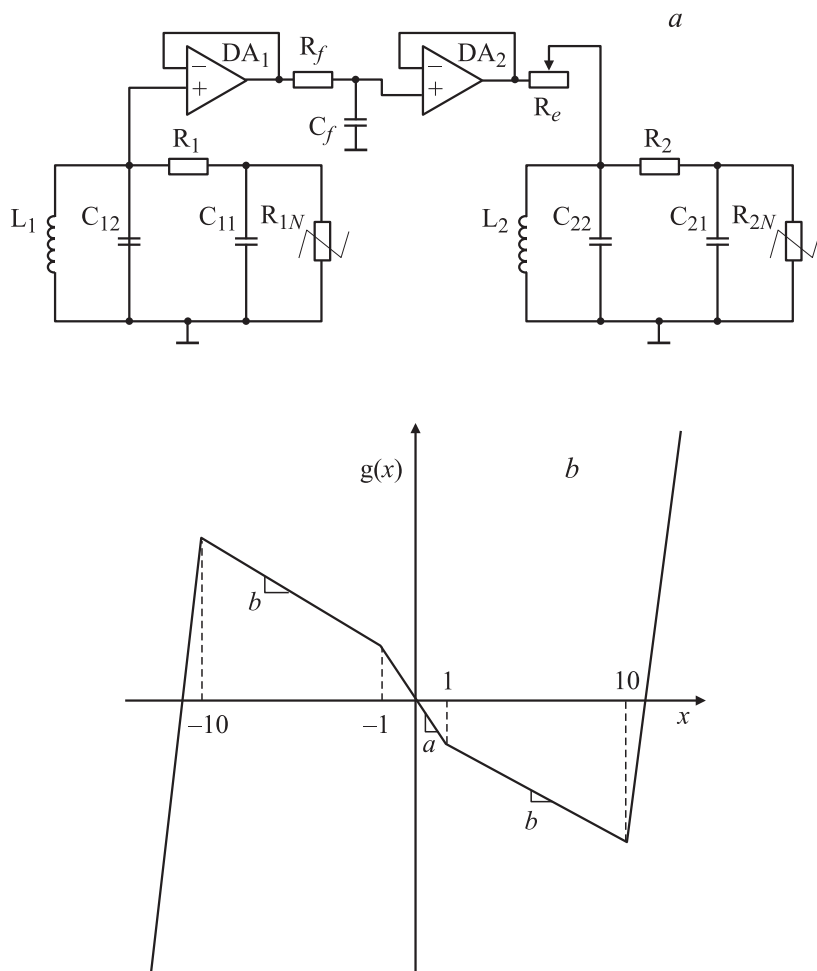 a
DA1
Rf
DA2
Cf
Re
R1
R2
L1
C12
C11
R1N
L2
C22
C21
R2N
g(x)
b
b
1
10
–10
–1
x
a
b